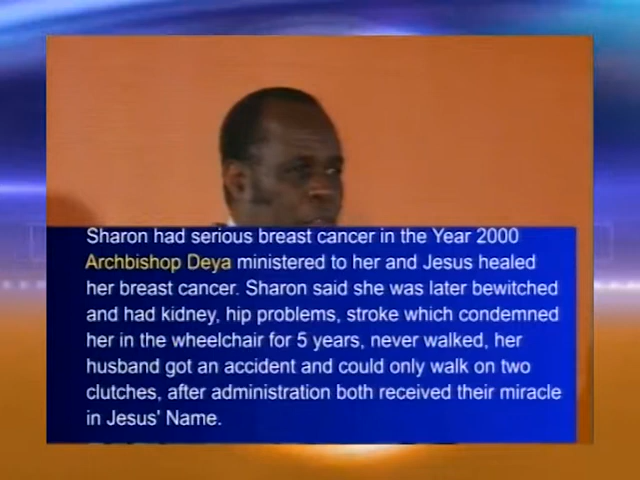 Sharon had serious breast cancer in the Year 2000
Archbishop Deya ministered to her and Jesus healed
her breast cancer. Sharon said she was later bewitched
and had kidney, hip problems, stroke which condemned
her in the wheelchair for 5 years, never walked, her
husband got an accident and could only walk on two
clutches, after administration both received their miracle
in Jesus' Name.